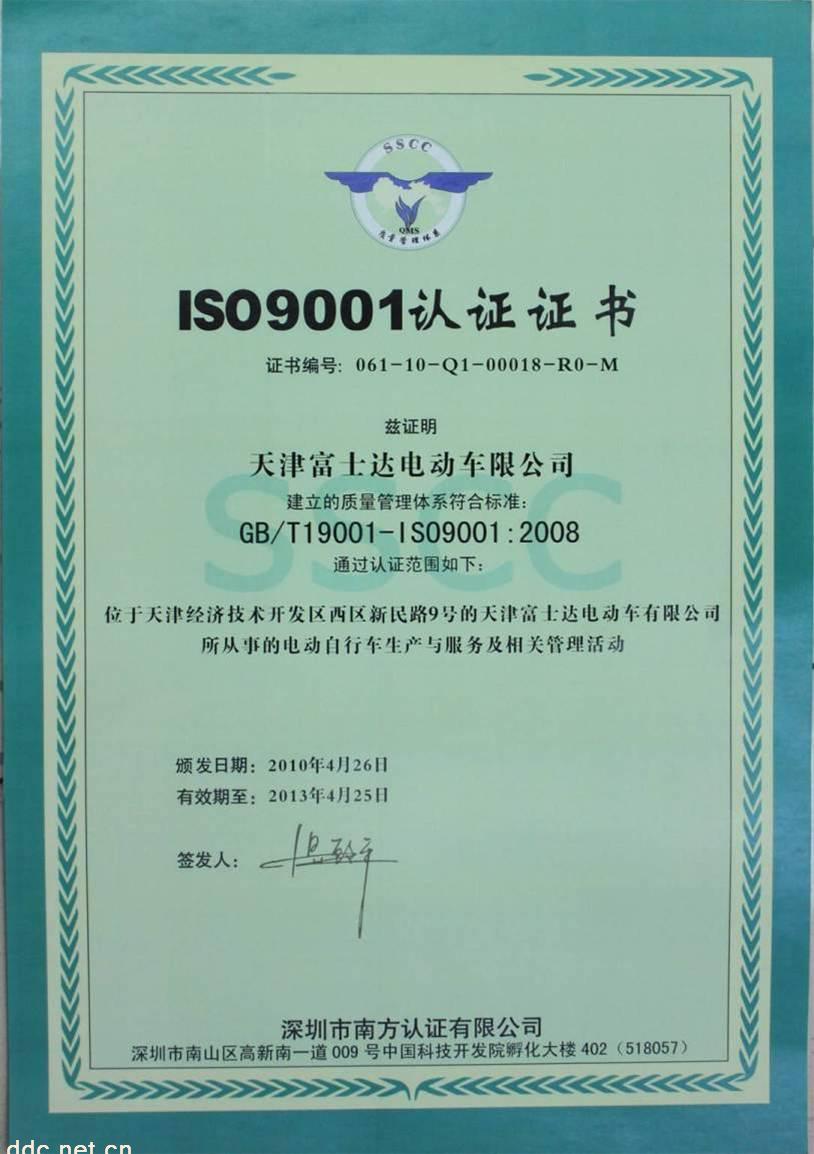 SSCC
QMS
质量管理体系
ISO9001认证证书
证书编号: 061-10-Q1-00018-R0-M
兹证明
天津富士达电动车限公司
建立的质量管理体系符合标准:
GB/T19001-ISO9001:2008
SSCC
通过认证范围如下:
位于天津经济技术开发区西区新民路9号的天津富士达电动车有限公司
所从事的电动自行车生产与服务及相关管理活动
颁发日期: 2010年4月26日
有效期至: 2013年4月25日
签发人:
深圳市南方认证有限公司
深圳市南山区高新南一道 009 号中国科技开发院孵化大楼 402（518057）
ddc.net.cn